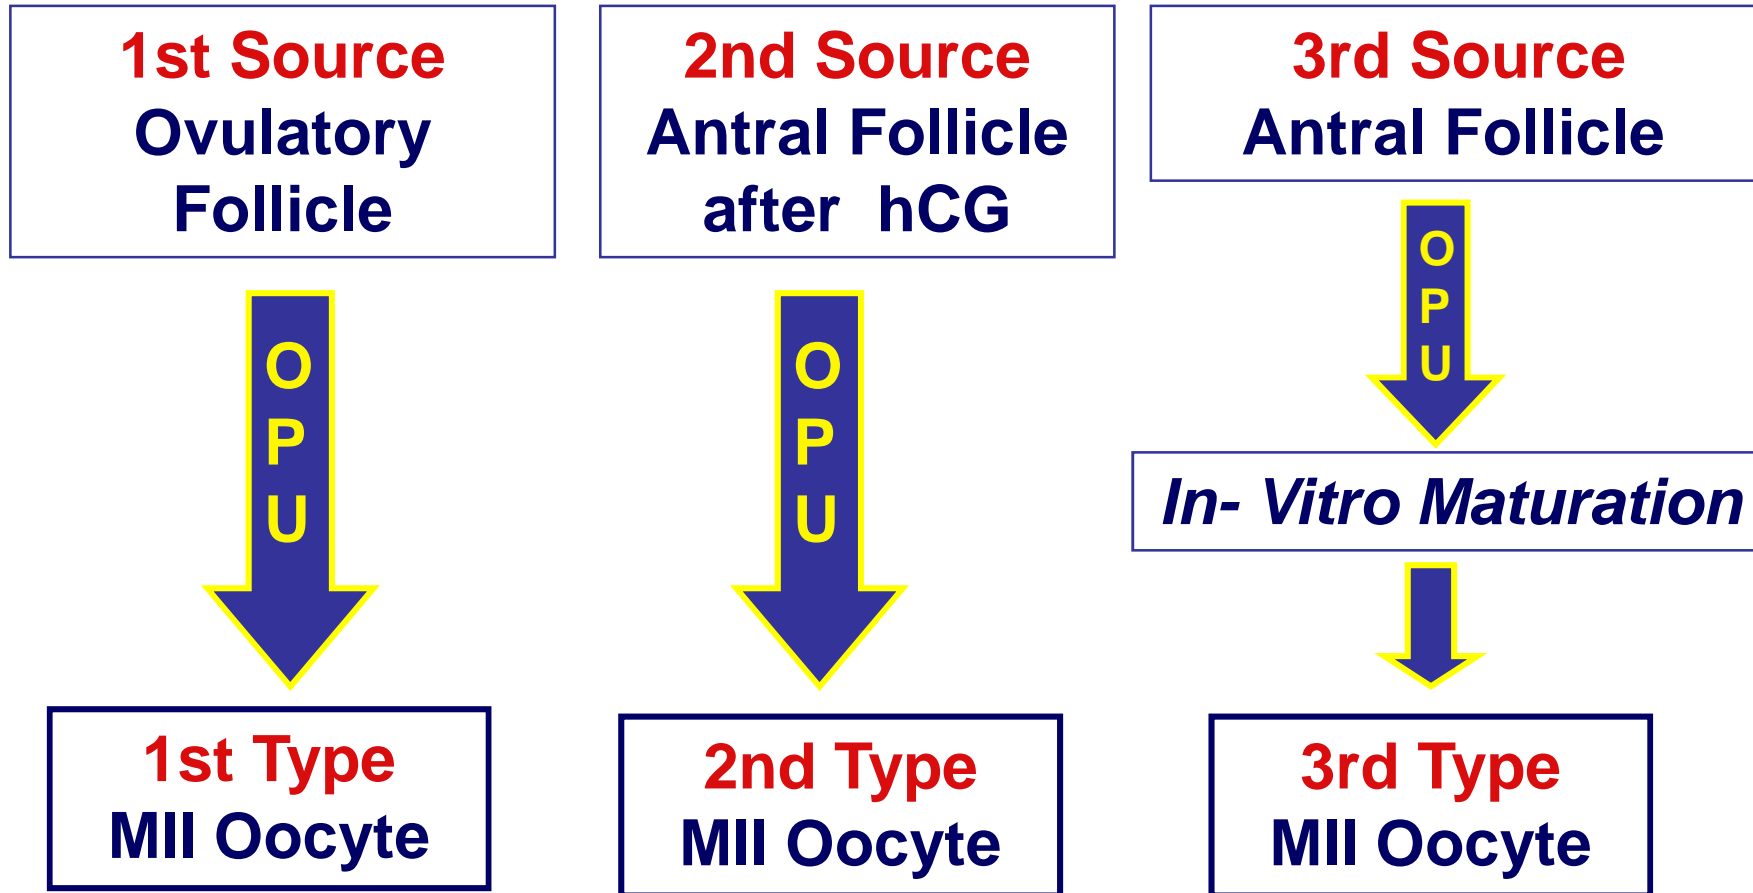 1st Source
Ovulatory
Follicle
O
P
U
1st Type
MII Oocyte
2nd Source
Antral Follicle
after hCG
O
P
U
2nd Type
MII Oocyte
3rd Source
Antral Follicle
O
P
U
In- Vitro Maturation
3rd Type
MII Oocyte